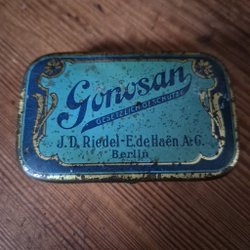 Gonosan
GESETZLICH GESCHÜTZT
J.D. Riedel-E.deHaën A.G.
Berlin